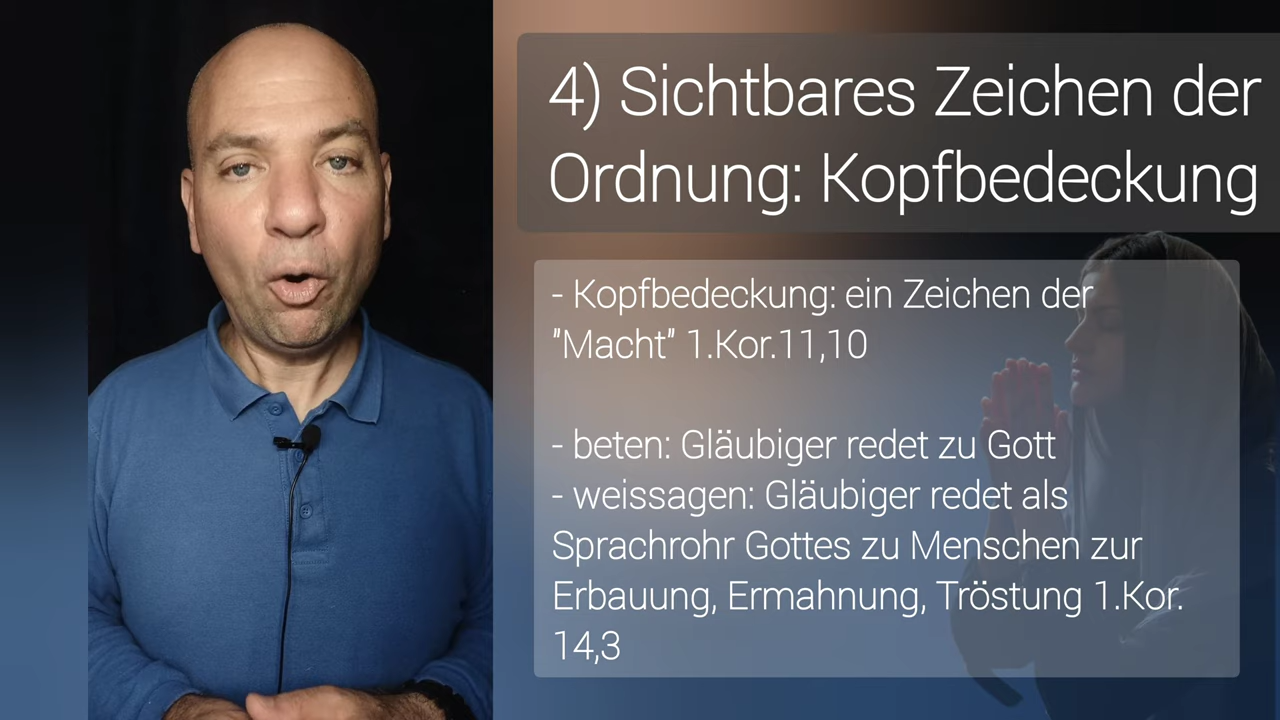 4) Sichtbares Zeichen der
Ordnung: Kopfbedeckung
- Kopfbedeckung: ein Zeichen der
"Macht" 1.Kor.11,10
- beten: Gläubiger redet zu Gott
- weissagen: Gläubiger redet als
Sprachrohr Gottes zu Menschen zur
Erbauung, Ermahnung, Tröstung 1.Kor.
14,3